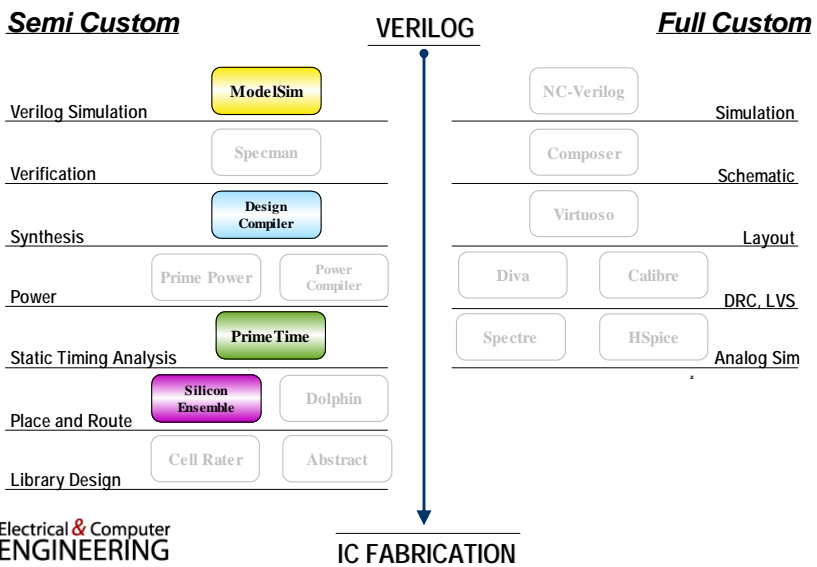 Semi Custom
VERILOG
Full Custom
ModelSim
Verilog Simulation
Specman
Verification
Design
Compiler
Synthesis
Prime Power
Power
Compiler
Power
PrimeTime
Static Timing Analysis
Silicon
Ensemble
Dolphin
Place and Route
Cell Rater
Abstract
Library Design
NC-Verilog
Simulation
Composer
Schematic
Virtuoso
Layout
Diva
Calibre
DRC, LVS
Spectre
HSpice
Analog Sim
z
Electrical & Computer
ENGINEERING
IC FABRICATION